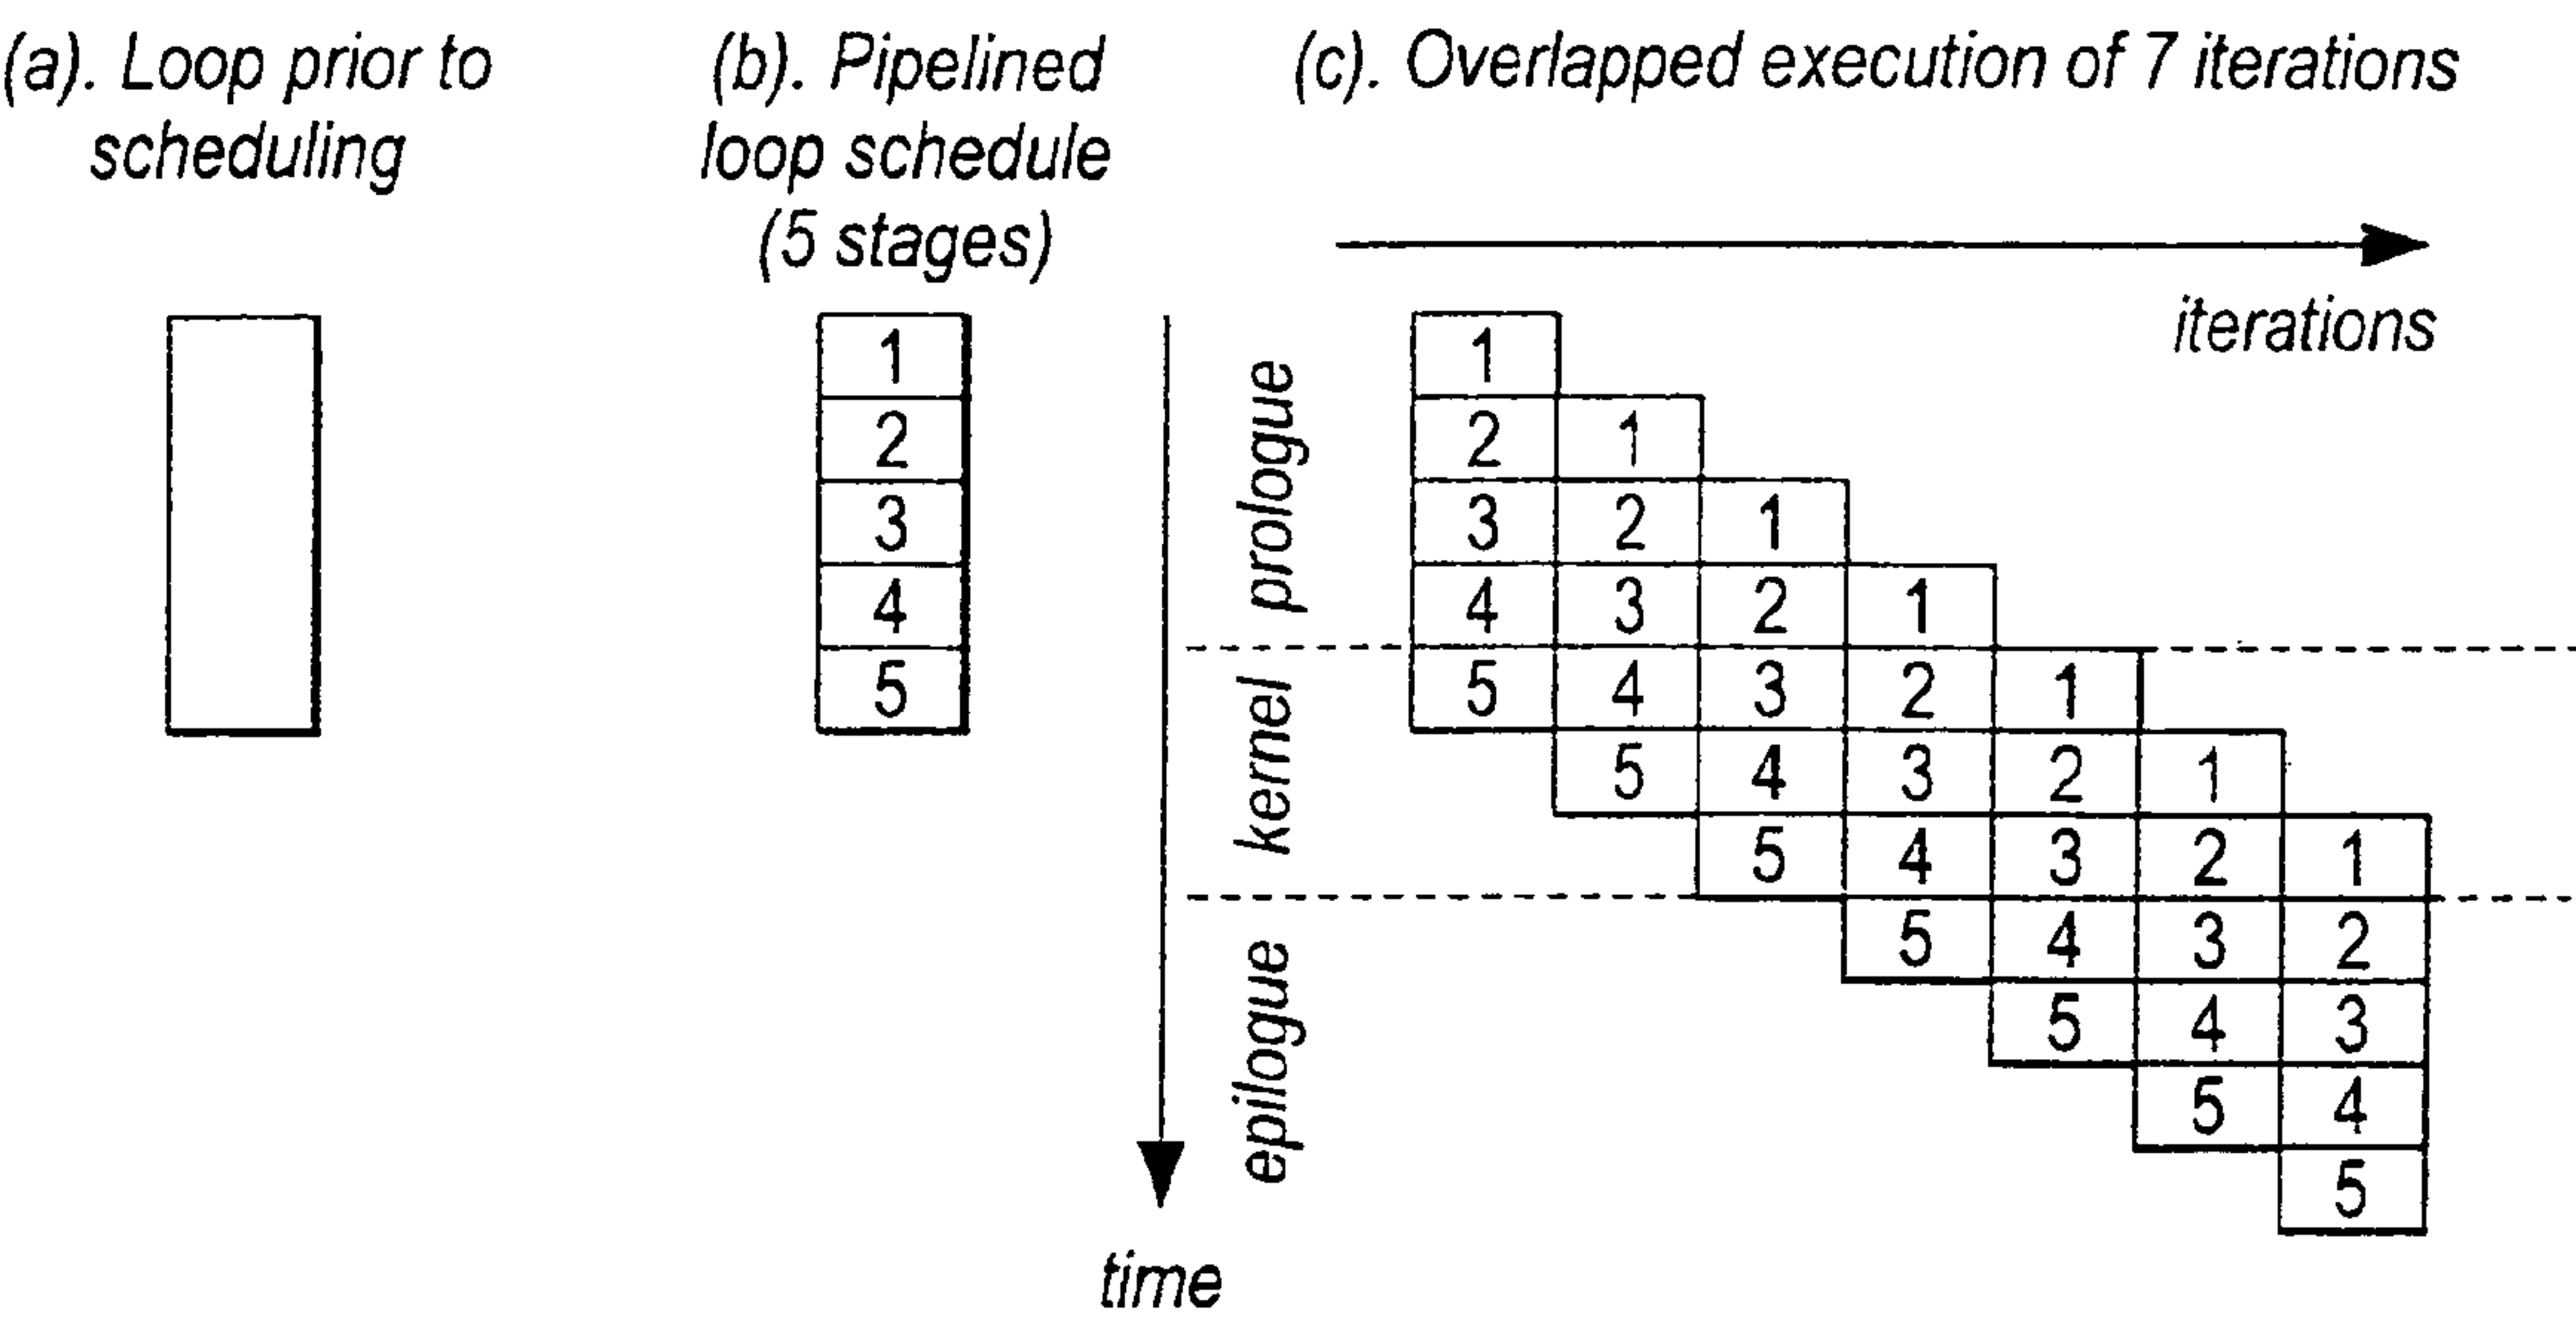 (a). Loop prior to
scheduling
(b). Pipelined
loop schedule
(5 stages)
(c). Overlapped execution of 7 iterations
iterations
1
2
3
4
5
prologue
kernel
epilogue
time
1
2 1
3 2 1
4 3 2 1
5 4 3 2 1
5 4 3 2 1
5 4 3 2 1
5 4 3 2
5 4 3
5 4
5